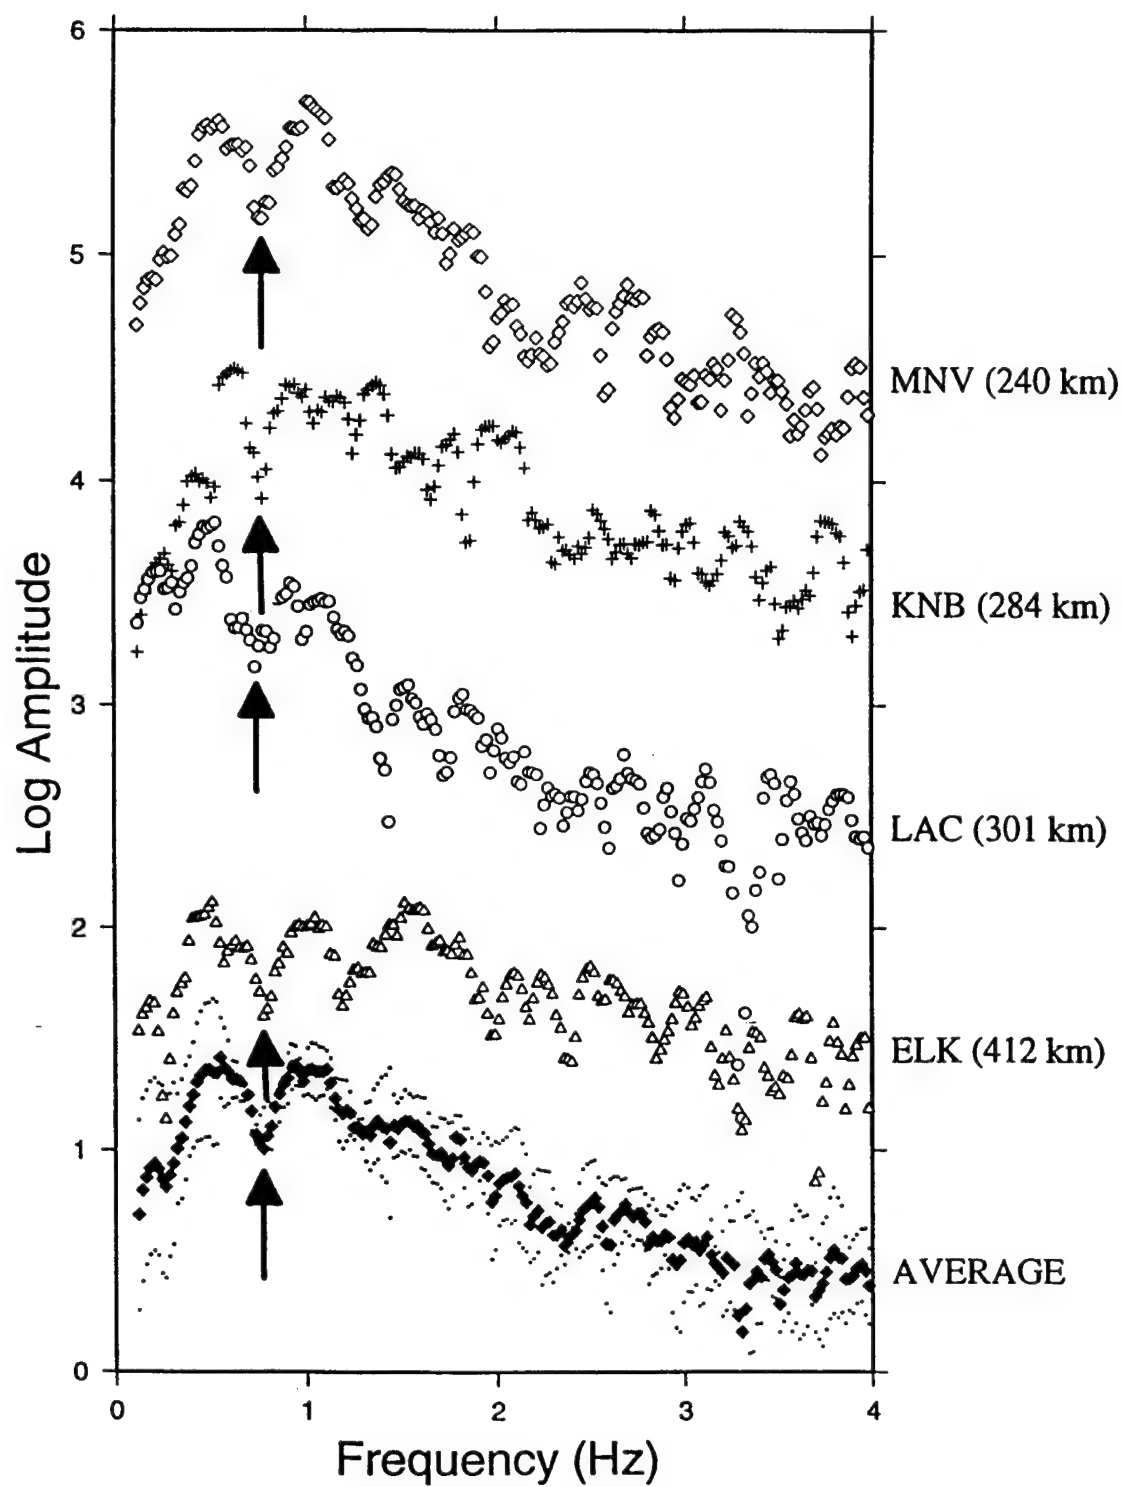 6
5
4
3
2
1
0
Log Amplitude
MNV (240 km)
KNB (284 km)
LAC (301 km)
ELK (412 km)
AVERAGE
0 1 2 3 4
Frequency (Hz)